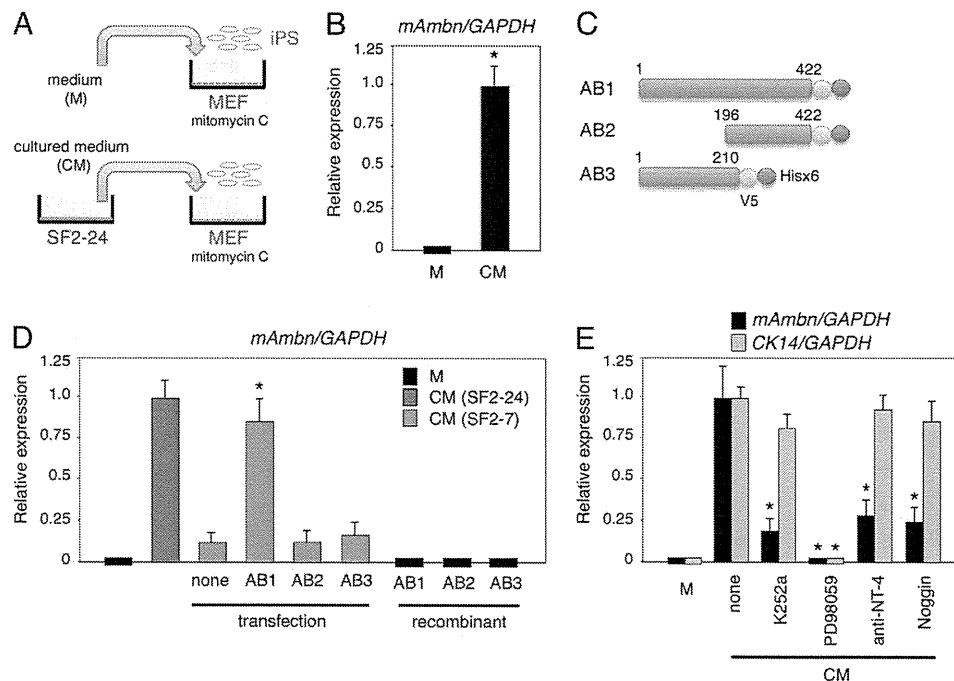 A
iPS
medium
(M)
MEF
mitomycin C
cultured medium
(CM)
SF2-24
MEF
mitomycin C
B
mAmbn/GAPDH
Relative expression
1.25
1.0
0.75
0.5
0.25
0
*
M CM
C
1 422
AB1
196 422
AB2
1 210
AB3
Hisx6
V5
D
mAmbn/GAPDH
Relative expression
1.25
1.0
0.75
0.5
0.25
0
*
M
CM (SF2-24)
CM (SF2-7)
none AB1 AB2 AB3 AB1 AB2 AB3
transfection recombinant
E
mAmbn/GAPDH
CK14/GAPDH
Relative expression
1.25
1.0
0.75
0.5
0.25
0
* * * * *
M
none
K252a
PD98059
anti-NT-4
Noggin
CM